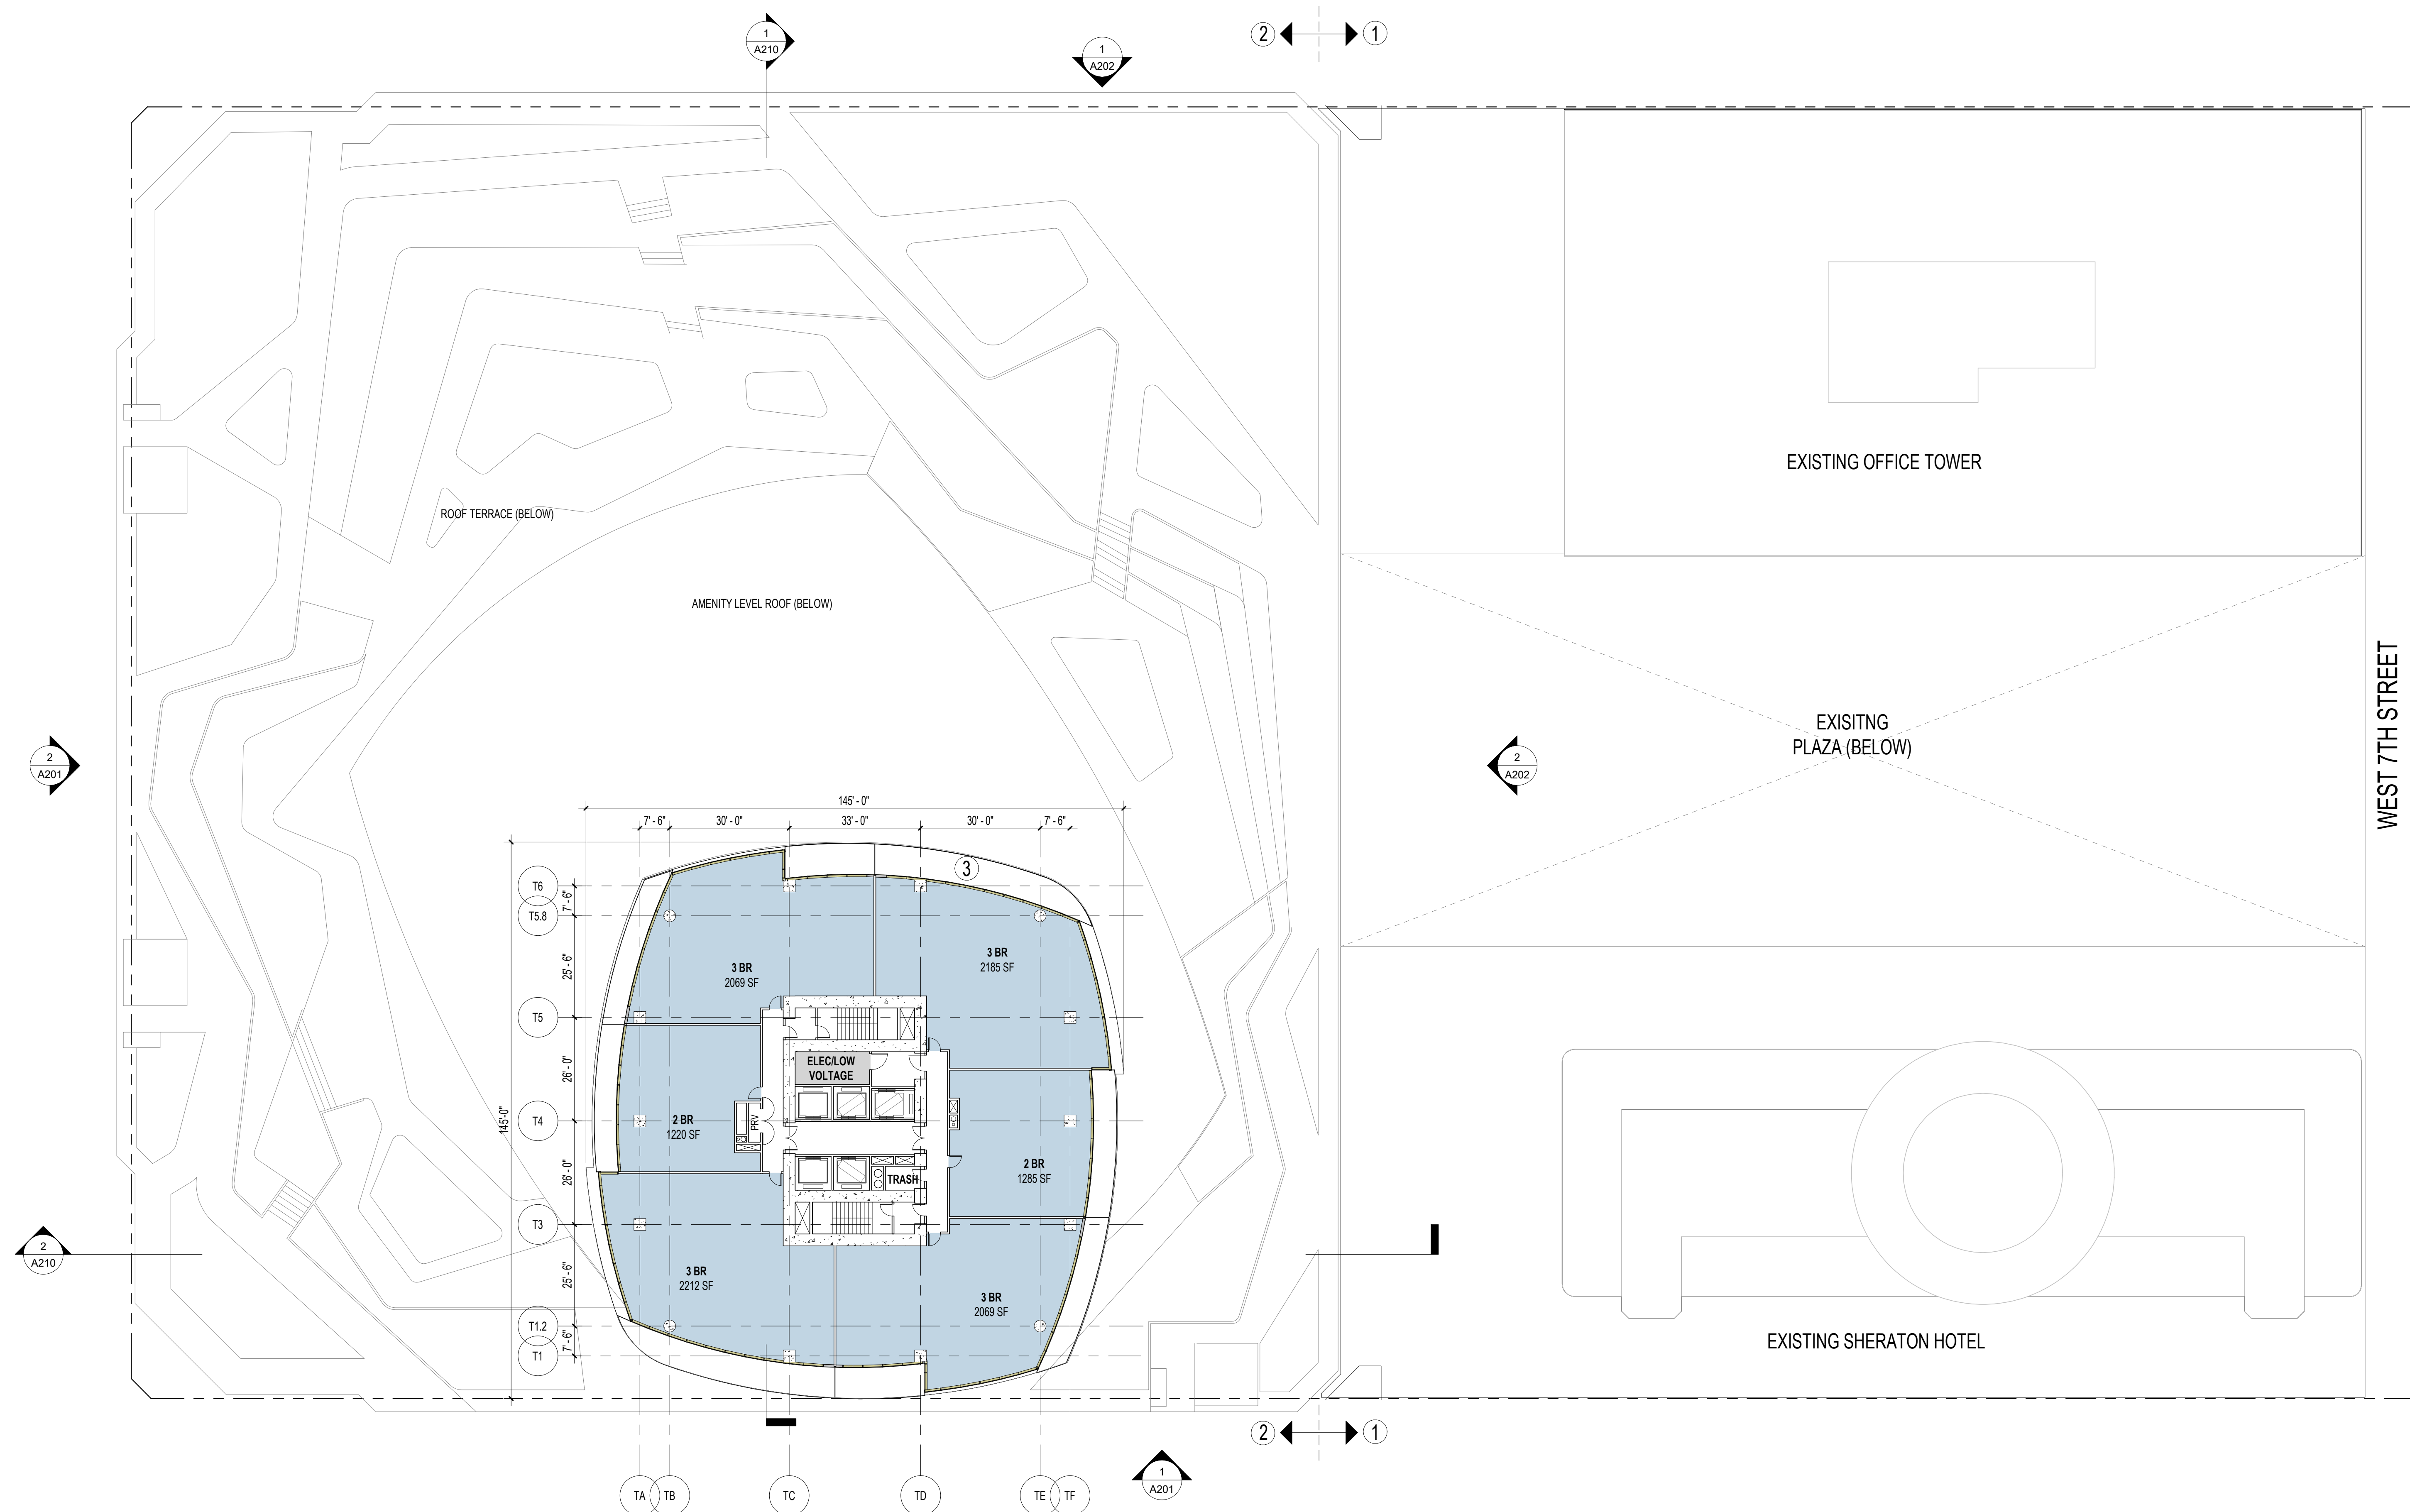 1
A210
1
A202
2
1
EXISTING OFFICE TOWER
ROOF TERRACE (BELOW)
AMENITY LEVEL ROOF (BELOW)
WEST 7TH STREET
EXISITNG
PLAZA (BELOW)
2
A201
2
A202
145' - 0"
7' - 6"
30' - 0"
33' - 0"
30' - 0"
7' - 6"
3
T6
7' - 6"
T5.8
25' - 6"
3 BR
2185 SF
3 BR
2069 SF
T5
26' - 0"
ELEC/LOW
VOLTAGE
145'-0"
T4
PRV
2 BR
1220 SF
26' - 0"
2 BR
1285 SF
TRASH
T3
2
A210
25' - 6"
3 BR
2212 SF
3 BR
2069 SF
T1.2
7' - 6"
T1
EXISTING SHERATON HOTEL
2
1
1
A201
TA
TB
TC
TD
TE
TF